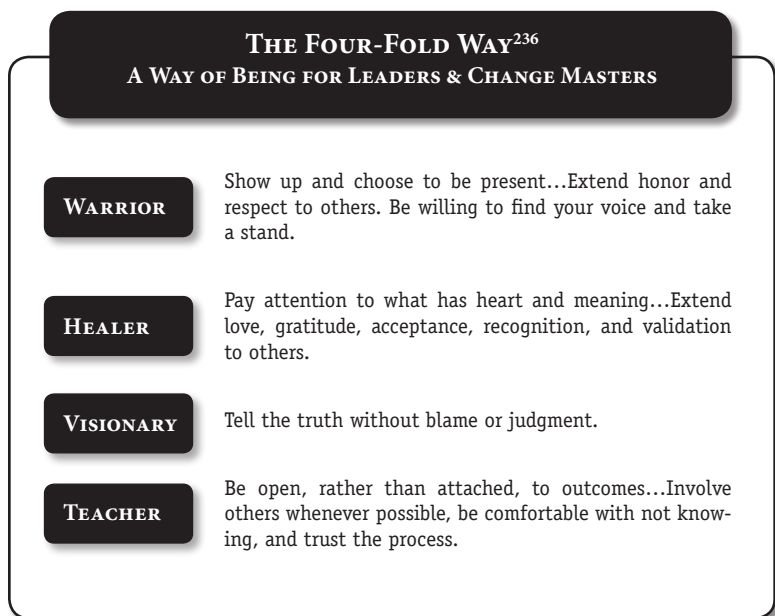 The Four-Fold Way236
A Way of Being for Leaders & Change Masters
Warrior
Show up and choose to be present…Extend honor and
respect to others. Be willing to find your voice and take
a stand.
Healer
Pay attention to what has heart and meaning…Extend
love, gratitude, acceptance, recognition, and validation
to others.
Visionary
Tell the truth without blame or judgment.
Teacher
Be open, rather than attached, to outcomes…Involve
others whenever possible, be comfortable with not know-
ing, and trust the process.